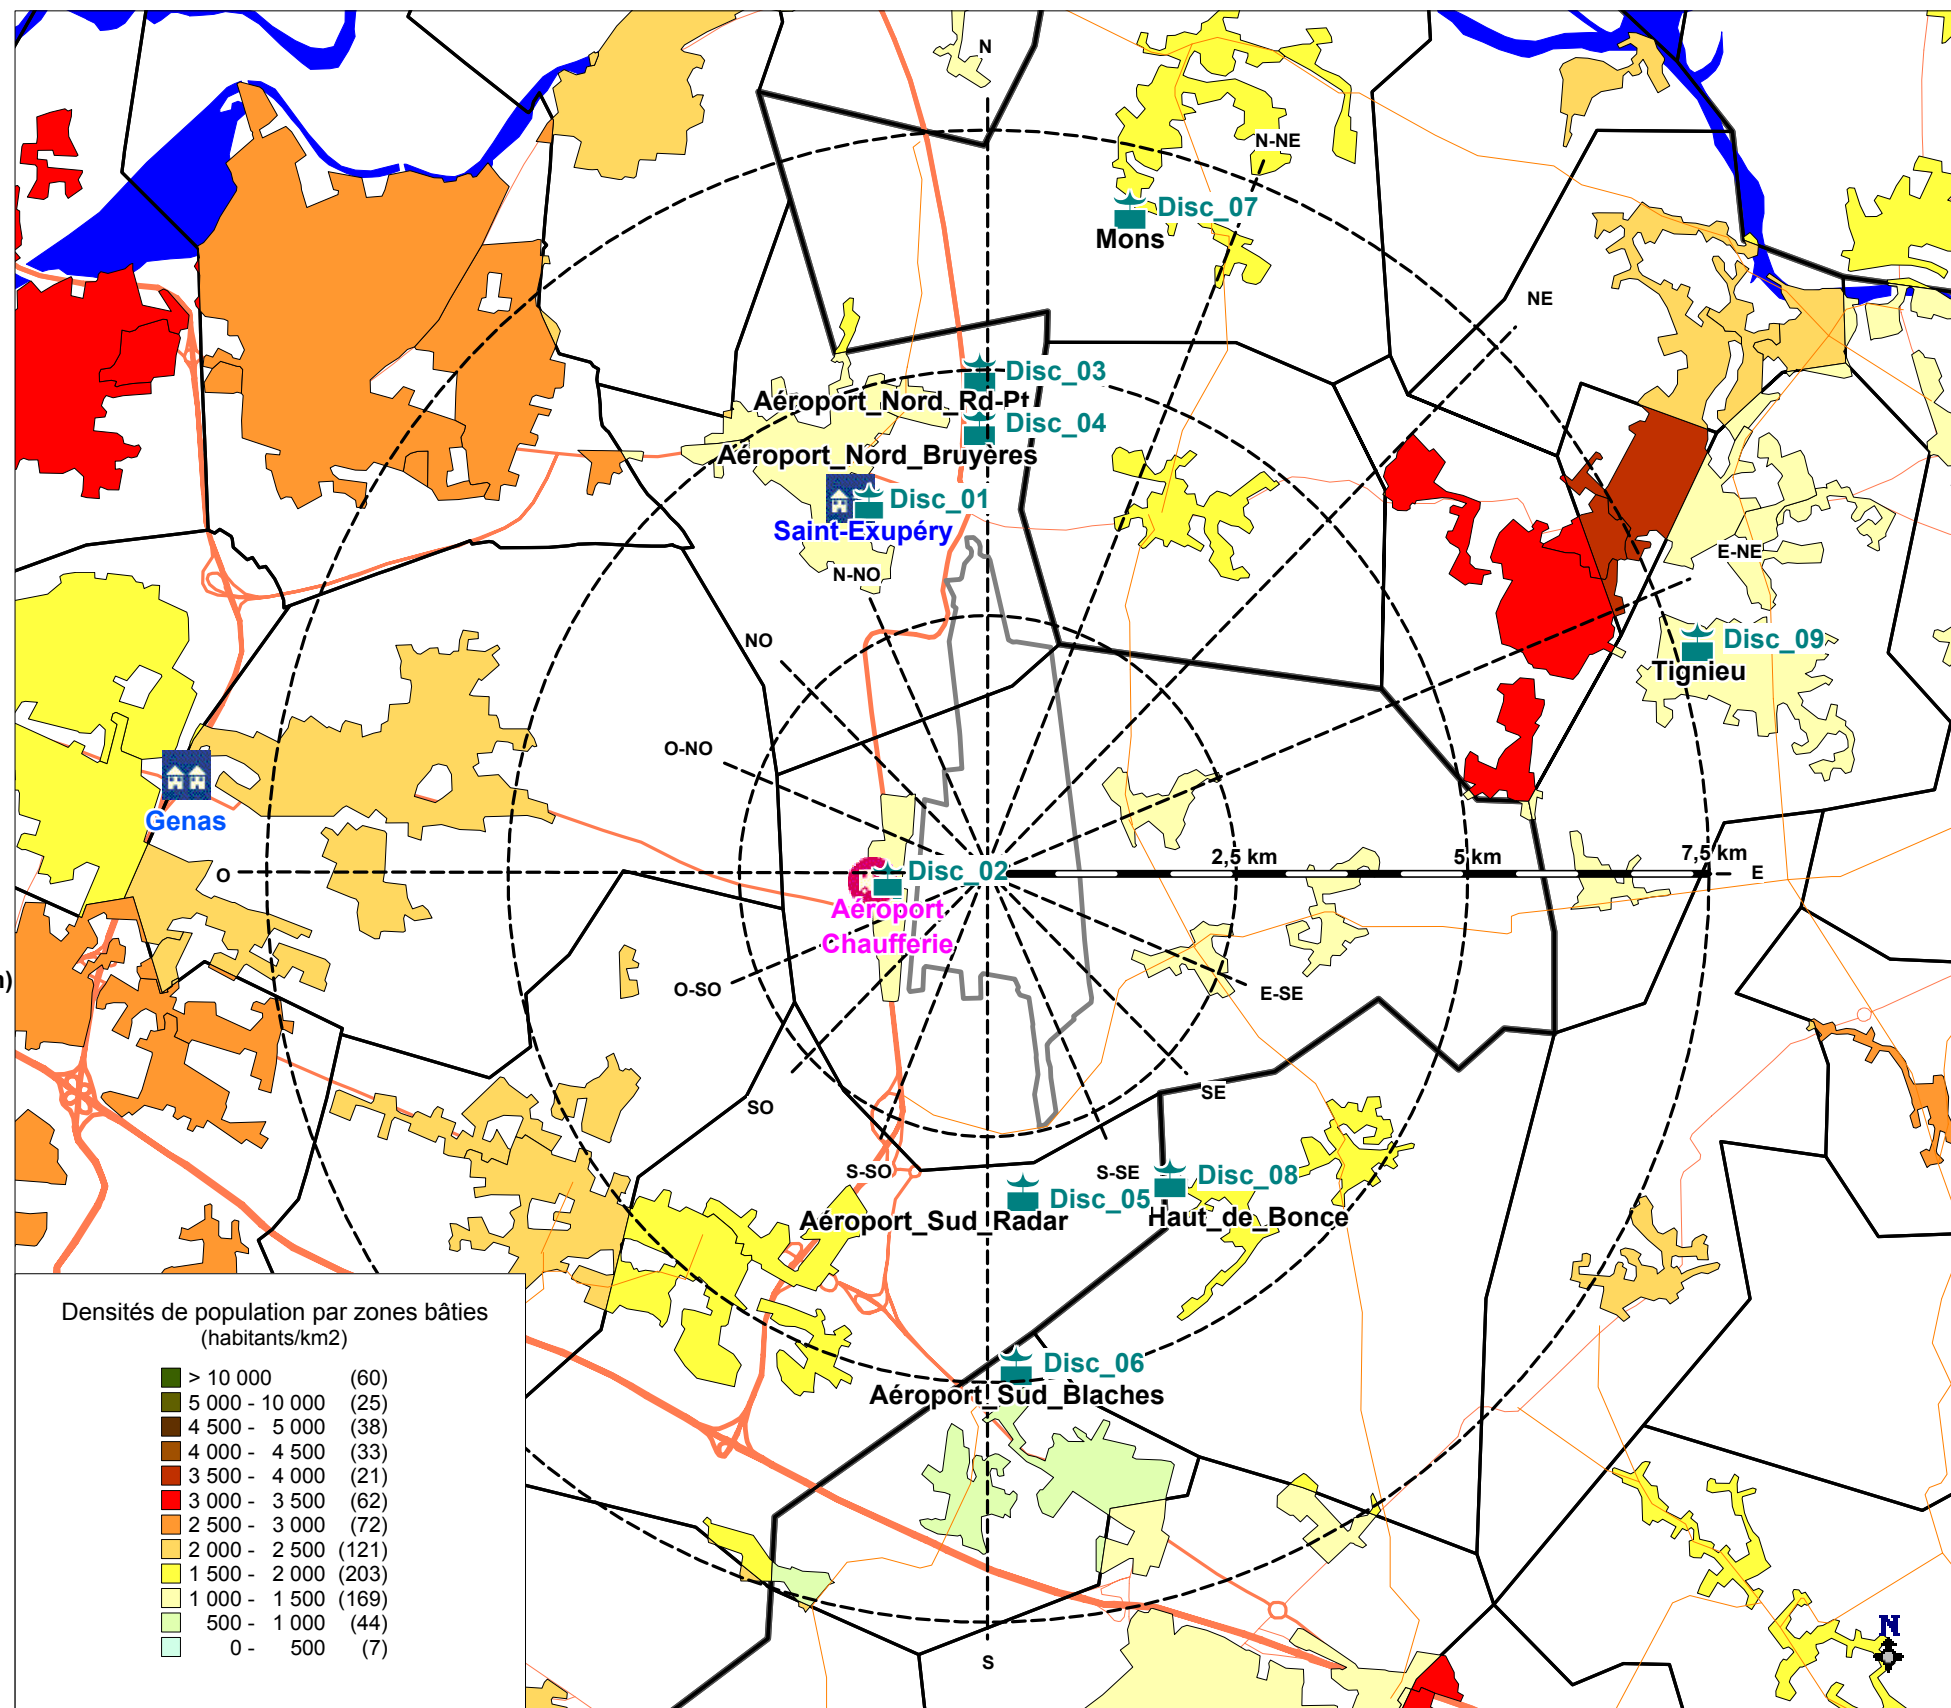 N
N-NE
Disc_07
Mons
NE
Disc_03
Aéroport_Nord_Rd-Pt
Disc_04
Aéroport_Nord_Bruyères
Disc_01
Saint-Exupéry
E-NE
N-NO
NO
Disc_09
Tignieu
O-NO
Genas
2,5 km
5 km
7,5 km
O
Disc_02
E
Aéroport
Chaufferie
n)
O-SO
E-SE
SO
SE
S-SO
S-SE
Disc_08
Disc_05
Aéroport_Sud_Radar
Haut_de_Bonce
Disc_06
Aéroport_Sud_Blaches
Densités de population par zones bâties
(habitants/km2)
> 10 000 (60)
5 000 - 10 000 (25)
4 500 - 5 000 (38)
4 000 - 4 500 (33)
3 500 - 4 000 (21)
3 000 - 3 500 (62)
2 500 - 3 000 (72)
2 000 - 2 500 (121)
1 500 - 2 000 (203)
1 000 - 1 500 (169)
500 - 1 000 (44)
0 - 500 (7)
N
S